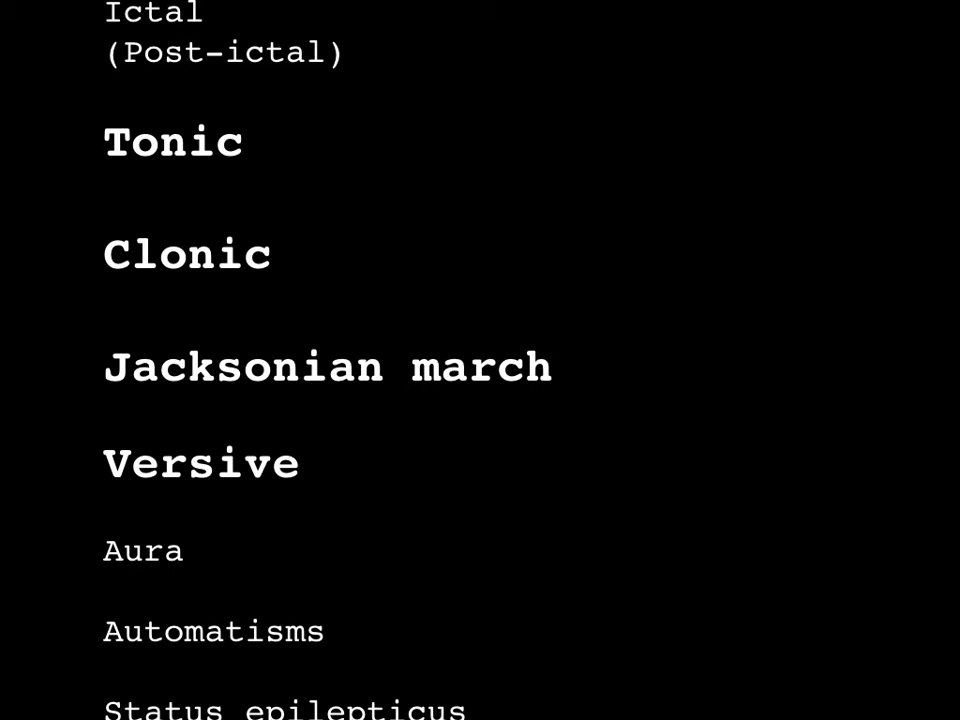 Ictal
(Post-ictal)
Tonic
Clonic
Jacksonian march
Versive
Aura
Automatisms
Status epilepticus